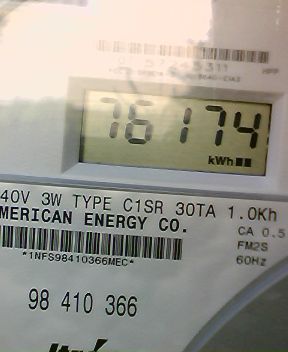 76174
kWh
40V 3W TYPE C1SR 30TA 1.0Kh
MERICAN ENERGY CO.
CA 0.5
FM2S
60Hz
*1NFS98410366MEC*
98 410 366